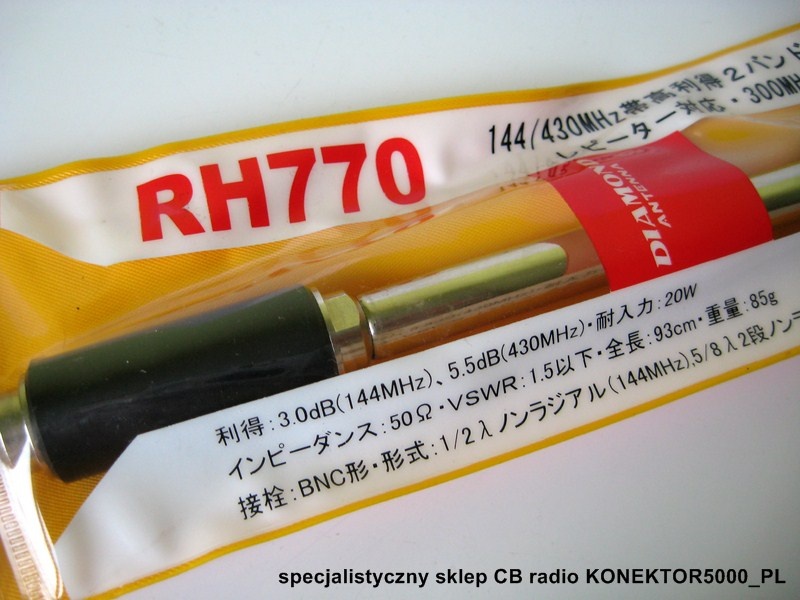 144/430MHz帯高利得2バンド
レピーター対応・300MH
RH770
DIAMOND
ANTENNA
利得:3.0dB(144MHz)、5.5dB(430MHz)・耐入力:20W
インピーダンス:50Ω・VSWR:1.5以下・全長:93cm・重量:85g
接栓:BNC形・形式:1/2λノンラジアル(144MHz),5/8λ2段ノンラ
specjalistyczny sklep CB radio KONEKTOR5000_PL